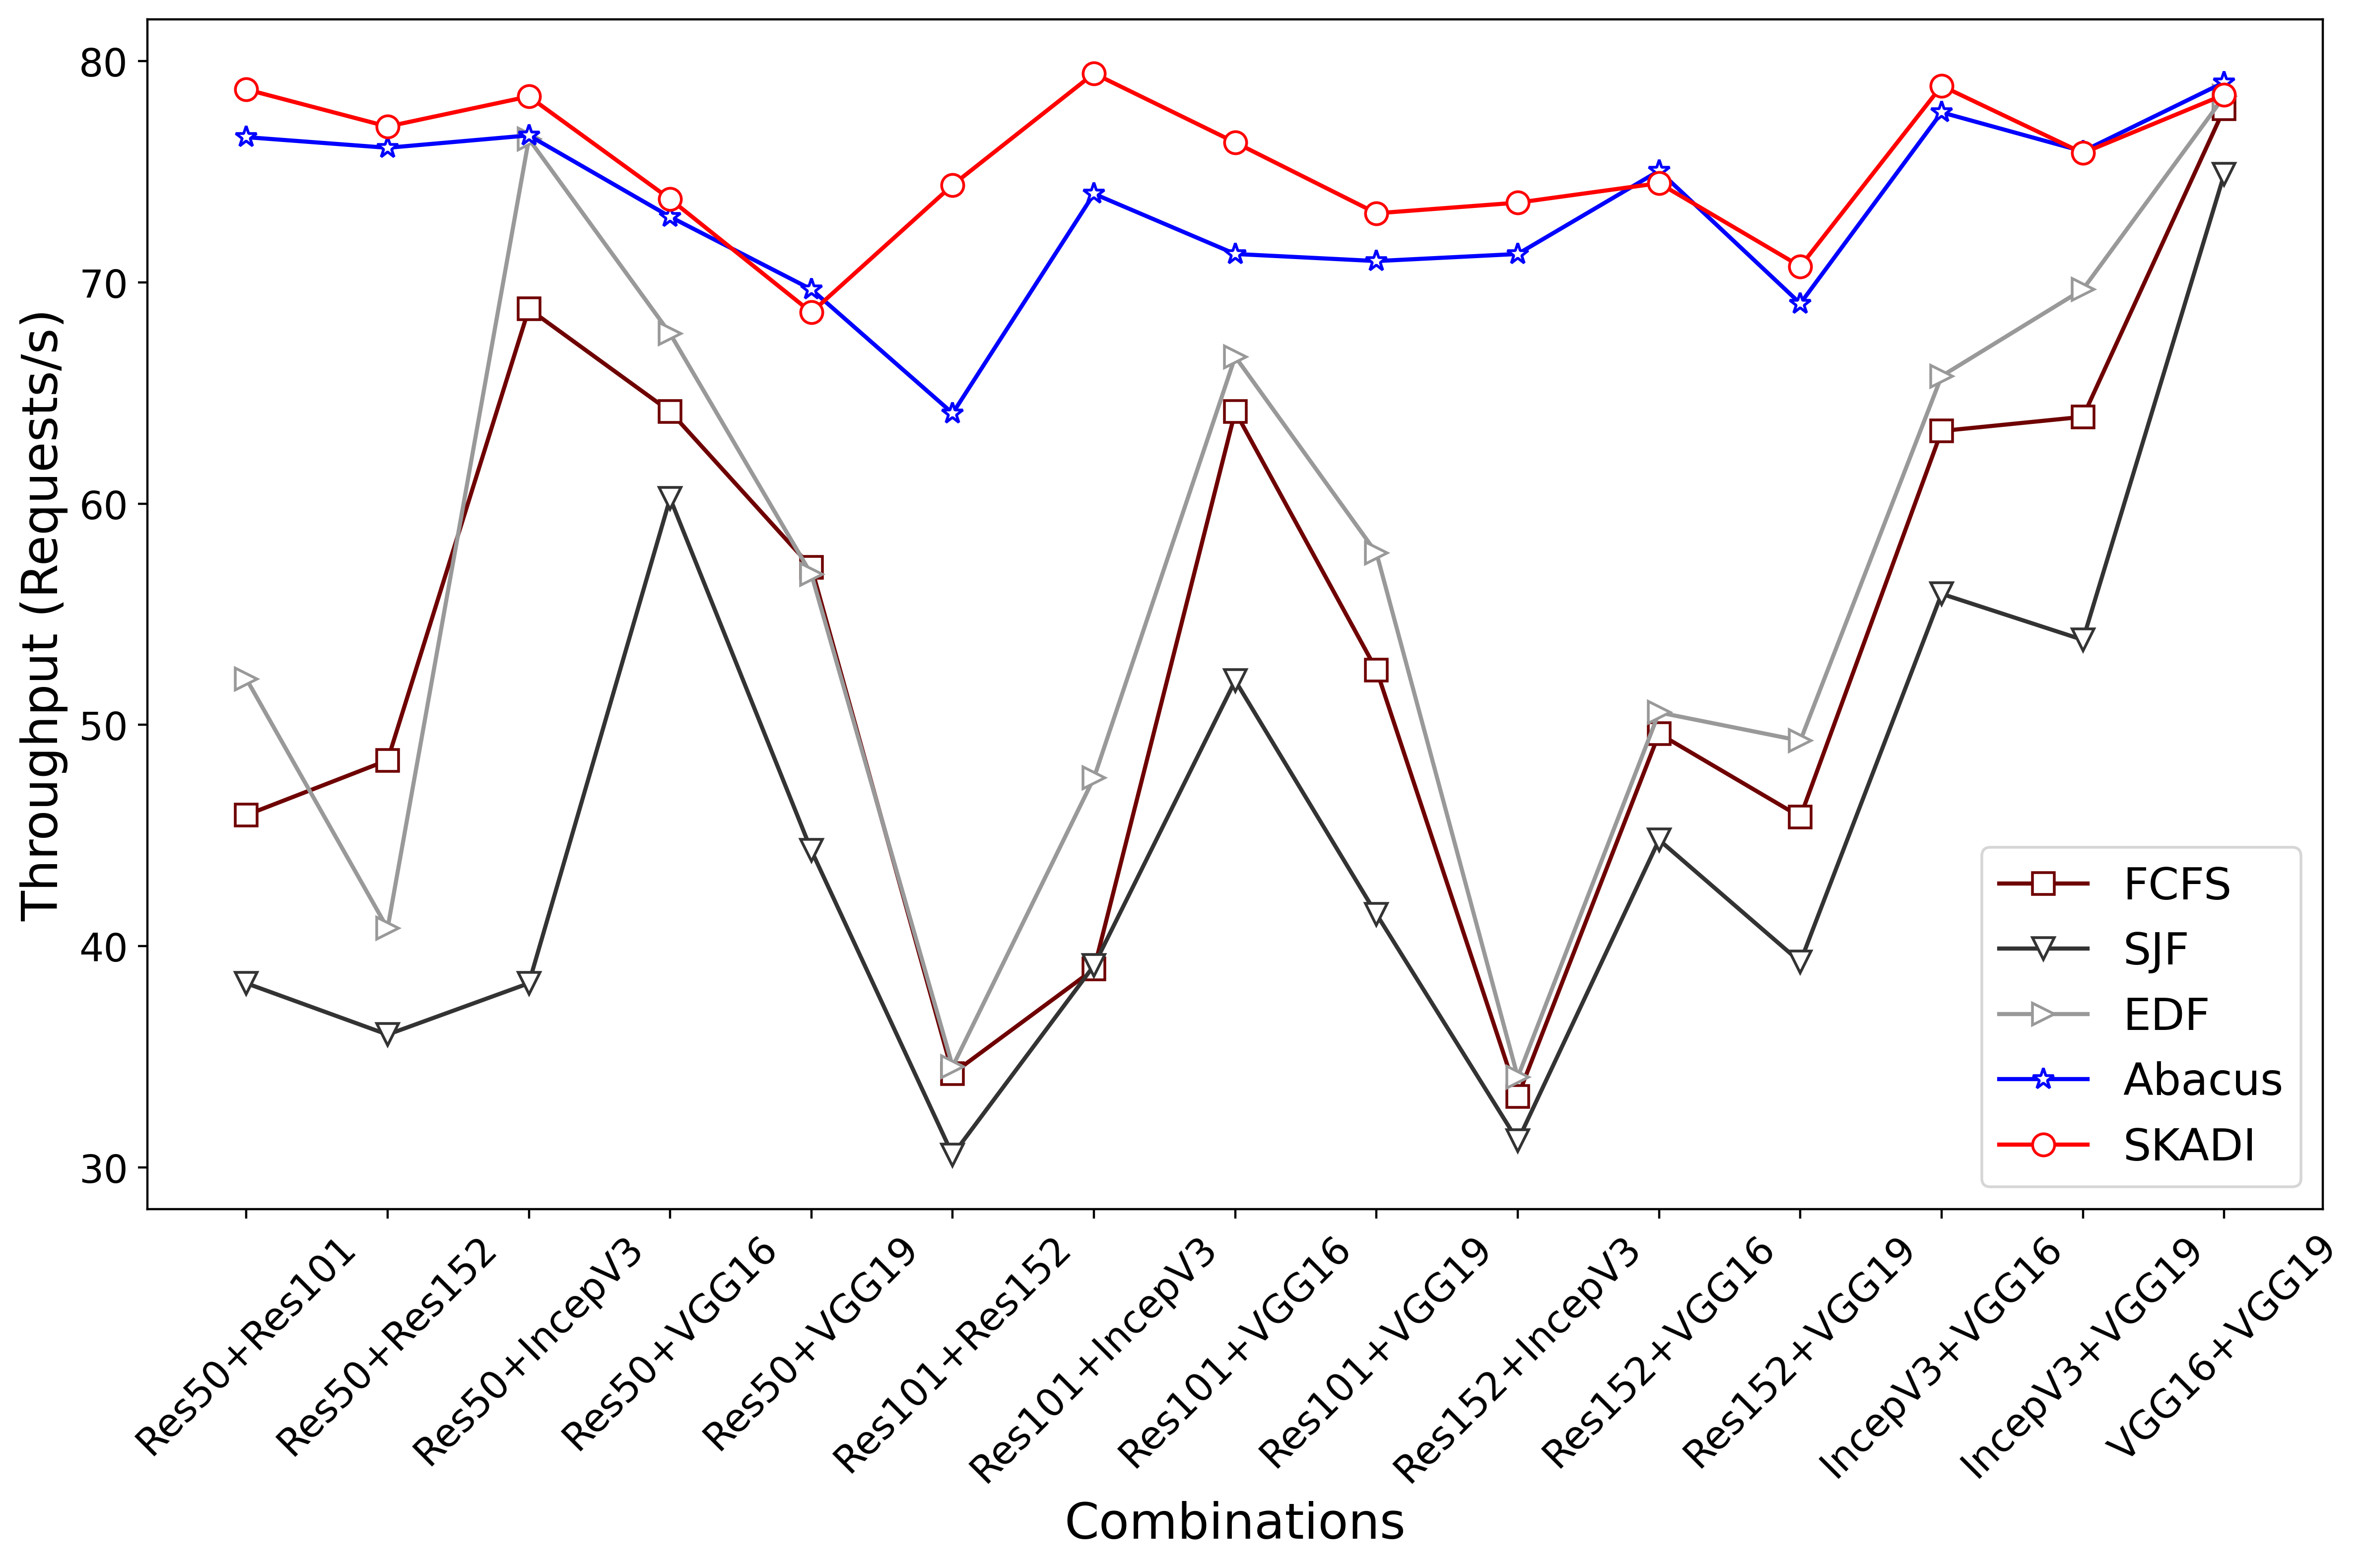 Throughput (Requests/s)
80
70
60
50
40
30
FCFS
SJF
EDF
Abacus
SKADI
Res50+Res101
Res50+Res152
Res50+IncepV3
Res50+VGG16
Res50+VGG19
Res101+Res152
Res101+IncepV3
Res101+VGG16
Res101+VGG19
Res152+IncepV3
Res152+VGG16
Res152+VGG19
IncepV3+VGG16
IncepV3+VGG19
VGG16+VGG19
Combinations